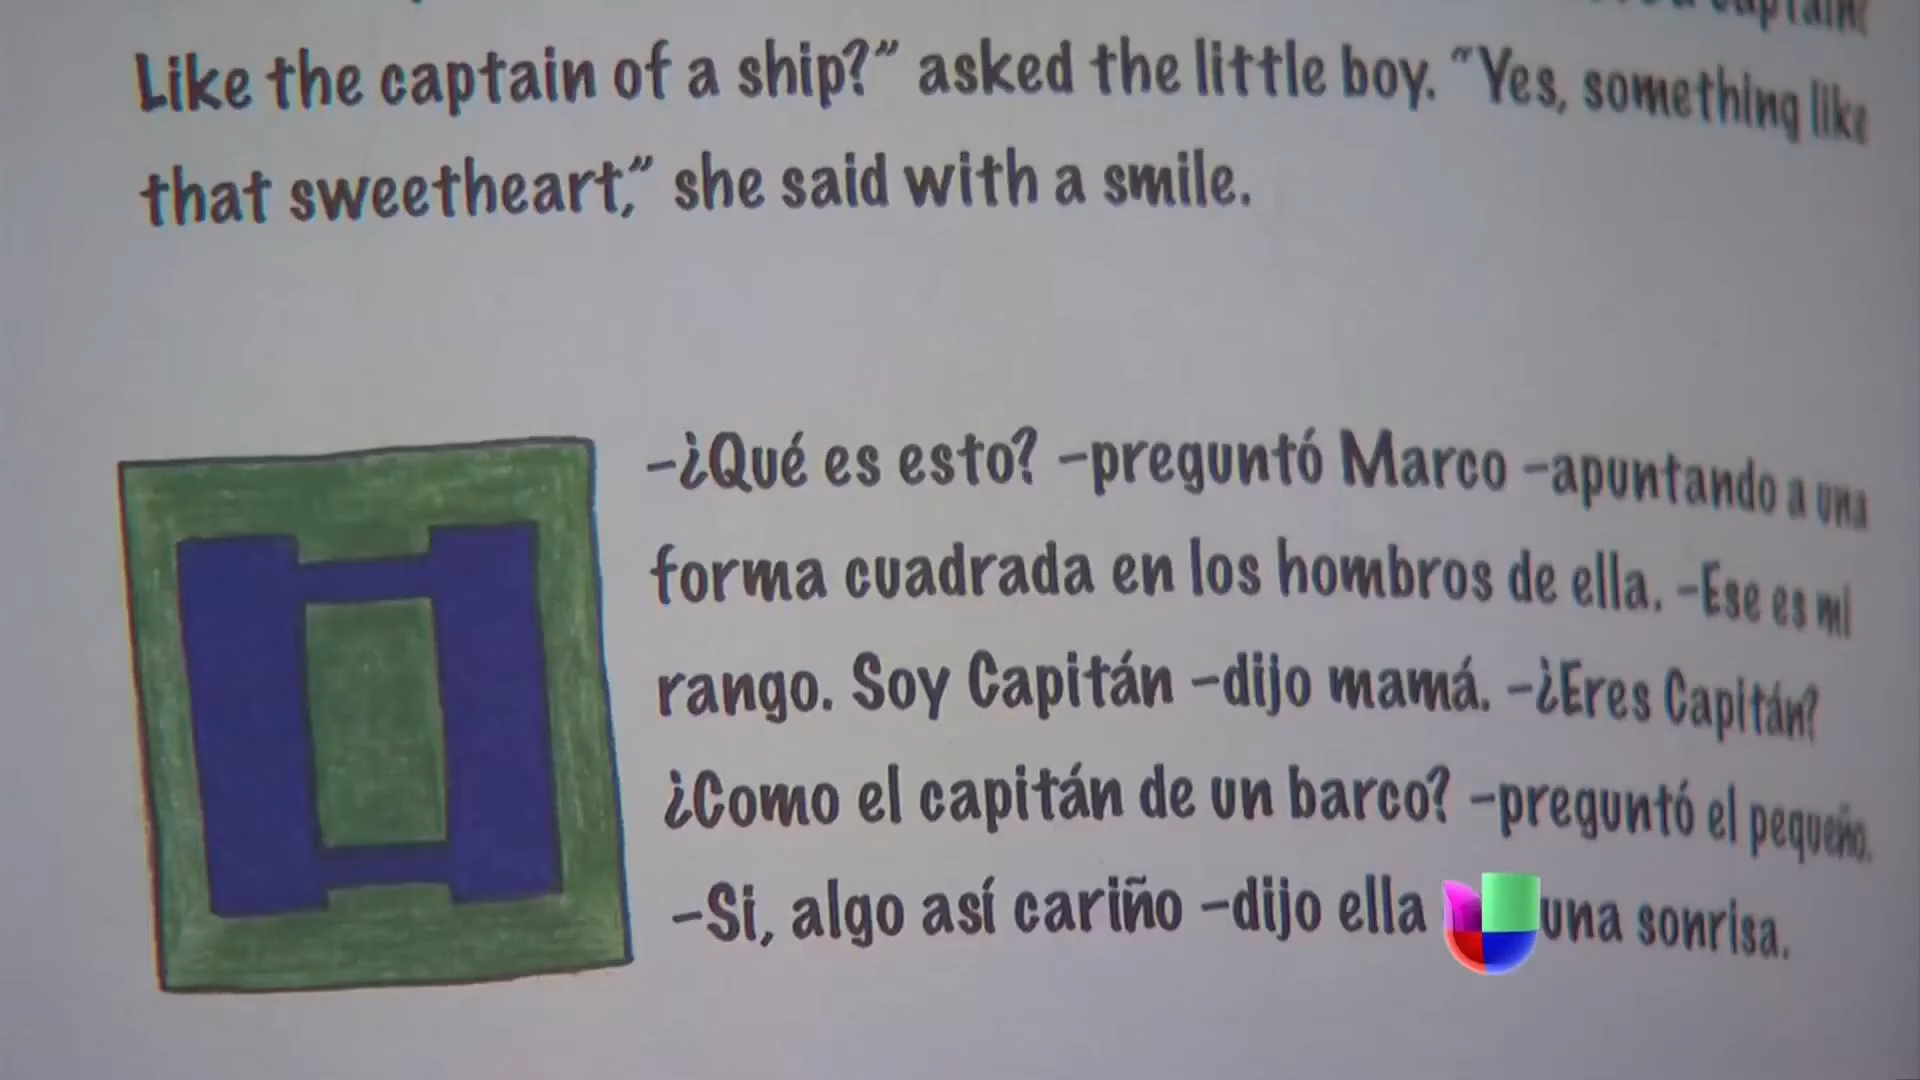 captain?
Like the captain of a ship?” asked the little boy. “Yes, something like
that sweetheart,” she said with a smile.
-¿Qué es esto? -preguntó Marco -apuntando a una
forma cuadrada en los hombros de ella. -Ese es mi
rango. Soy Capitán -dijo mamá. -¿Eres Capitán?
¿Como el capitán de un barco? -preguntó el pequeño.
-Si, algo así cariño -dijo ella una sonrisa.